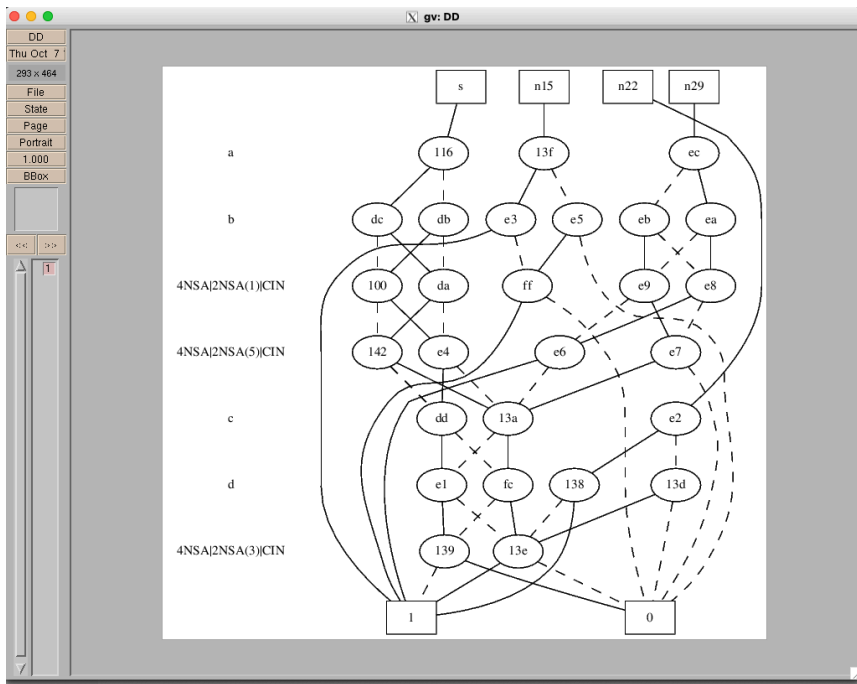 gv: DD
DD
Thu Oct 7
293 x 464
File
State
Page
Portrait
1.000
BBox
<< >>
1
s n15 n22 n29
a 116 13f ec
b dc db e3 e5 eb ea
4NSA|2NSA(1)|CIN 100 da ff e9 e8
4NSA|2NSA(5)|CIN 142 e4 e6 e7
c dd 13a e2
d e1 fc 138 13d
4NSA|2NSA(3)|CIN 139 13e
1 0